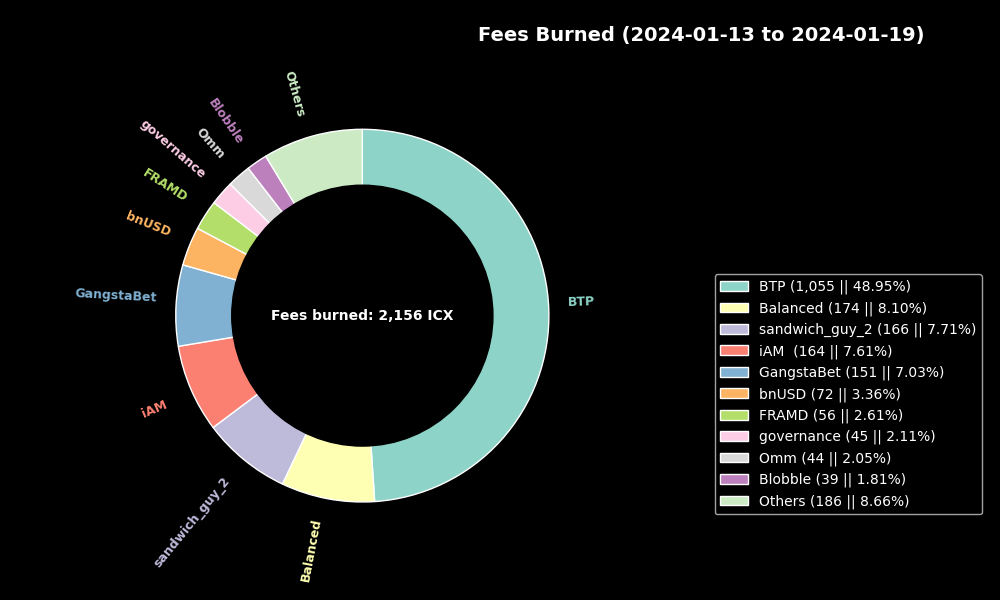 Fees Burned (2024-01-13 to 2024-01-19)
Others
Blobble
Omm
governance
FRAMD
bnUSD
GangstaBet
iAM
sandwich_guy_2
Balanced
BTP
Fees burned: 2,156 ICX
BTP (1,055 || 48.95%)
Balanced (174 || 8.10%)
sandwich_guy_2 (166 || 7.71%)
iAM  (164 || 7.61%)
GangstaBet (151 || 7.03%)
bnUSD (72 || 3.36%)
FRAMD (56 || 2.61%)
governance (45 || 2.11%)
Omm (44 || 2.05%)
Blobble (39 || 1.81%)
Others (186 || 8.66%)